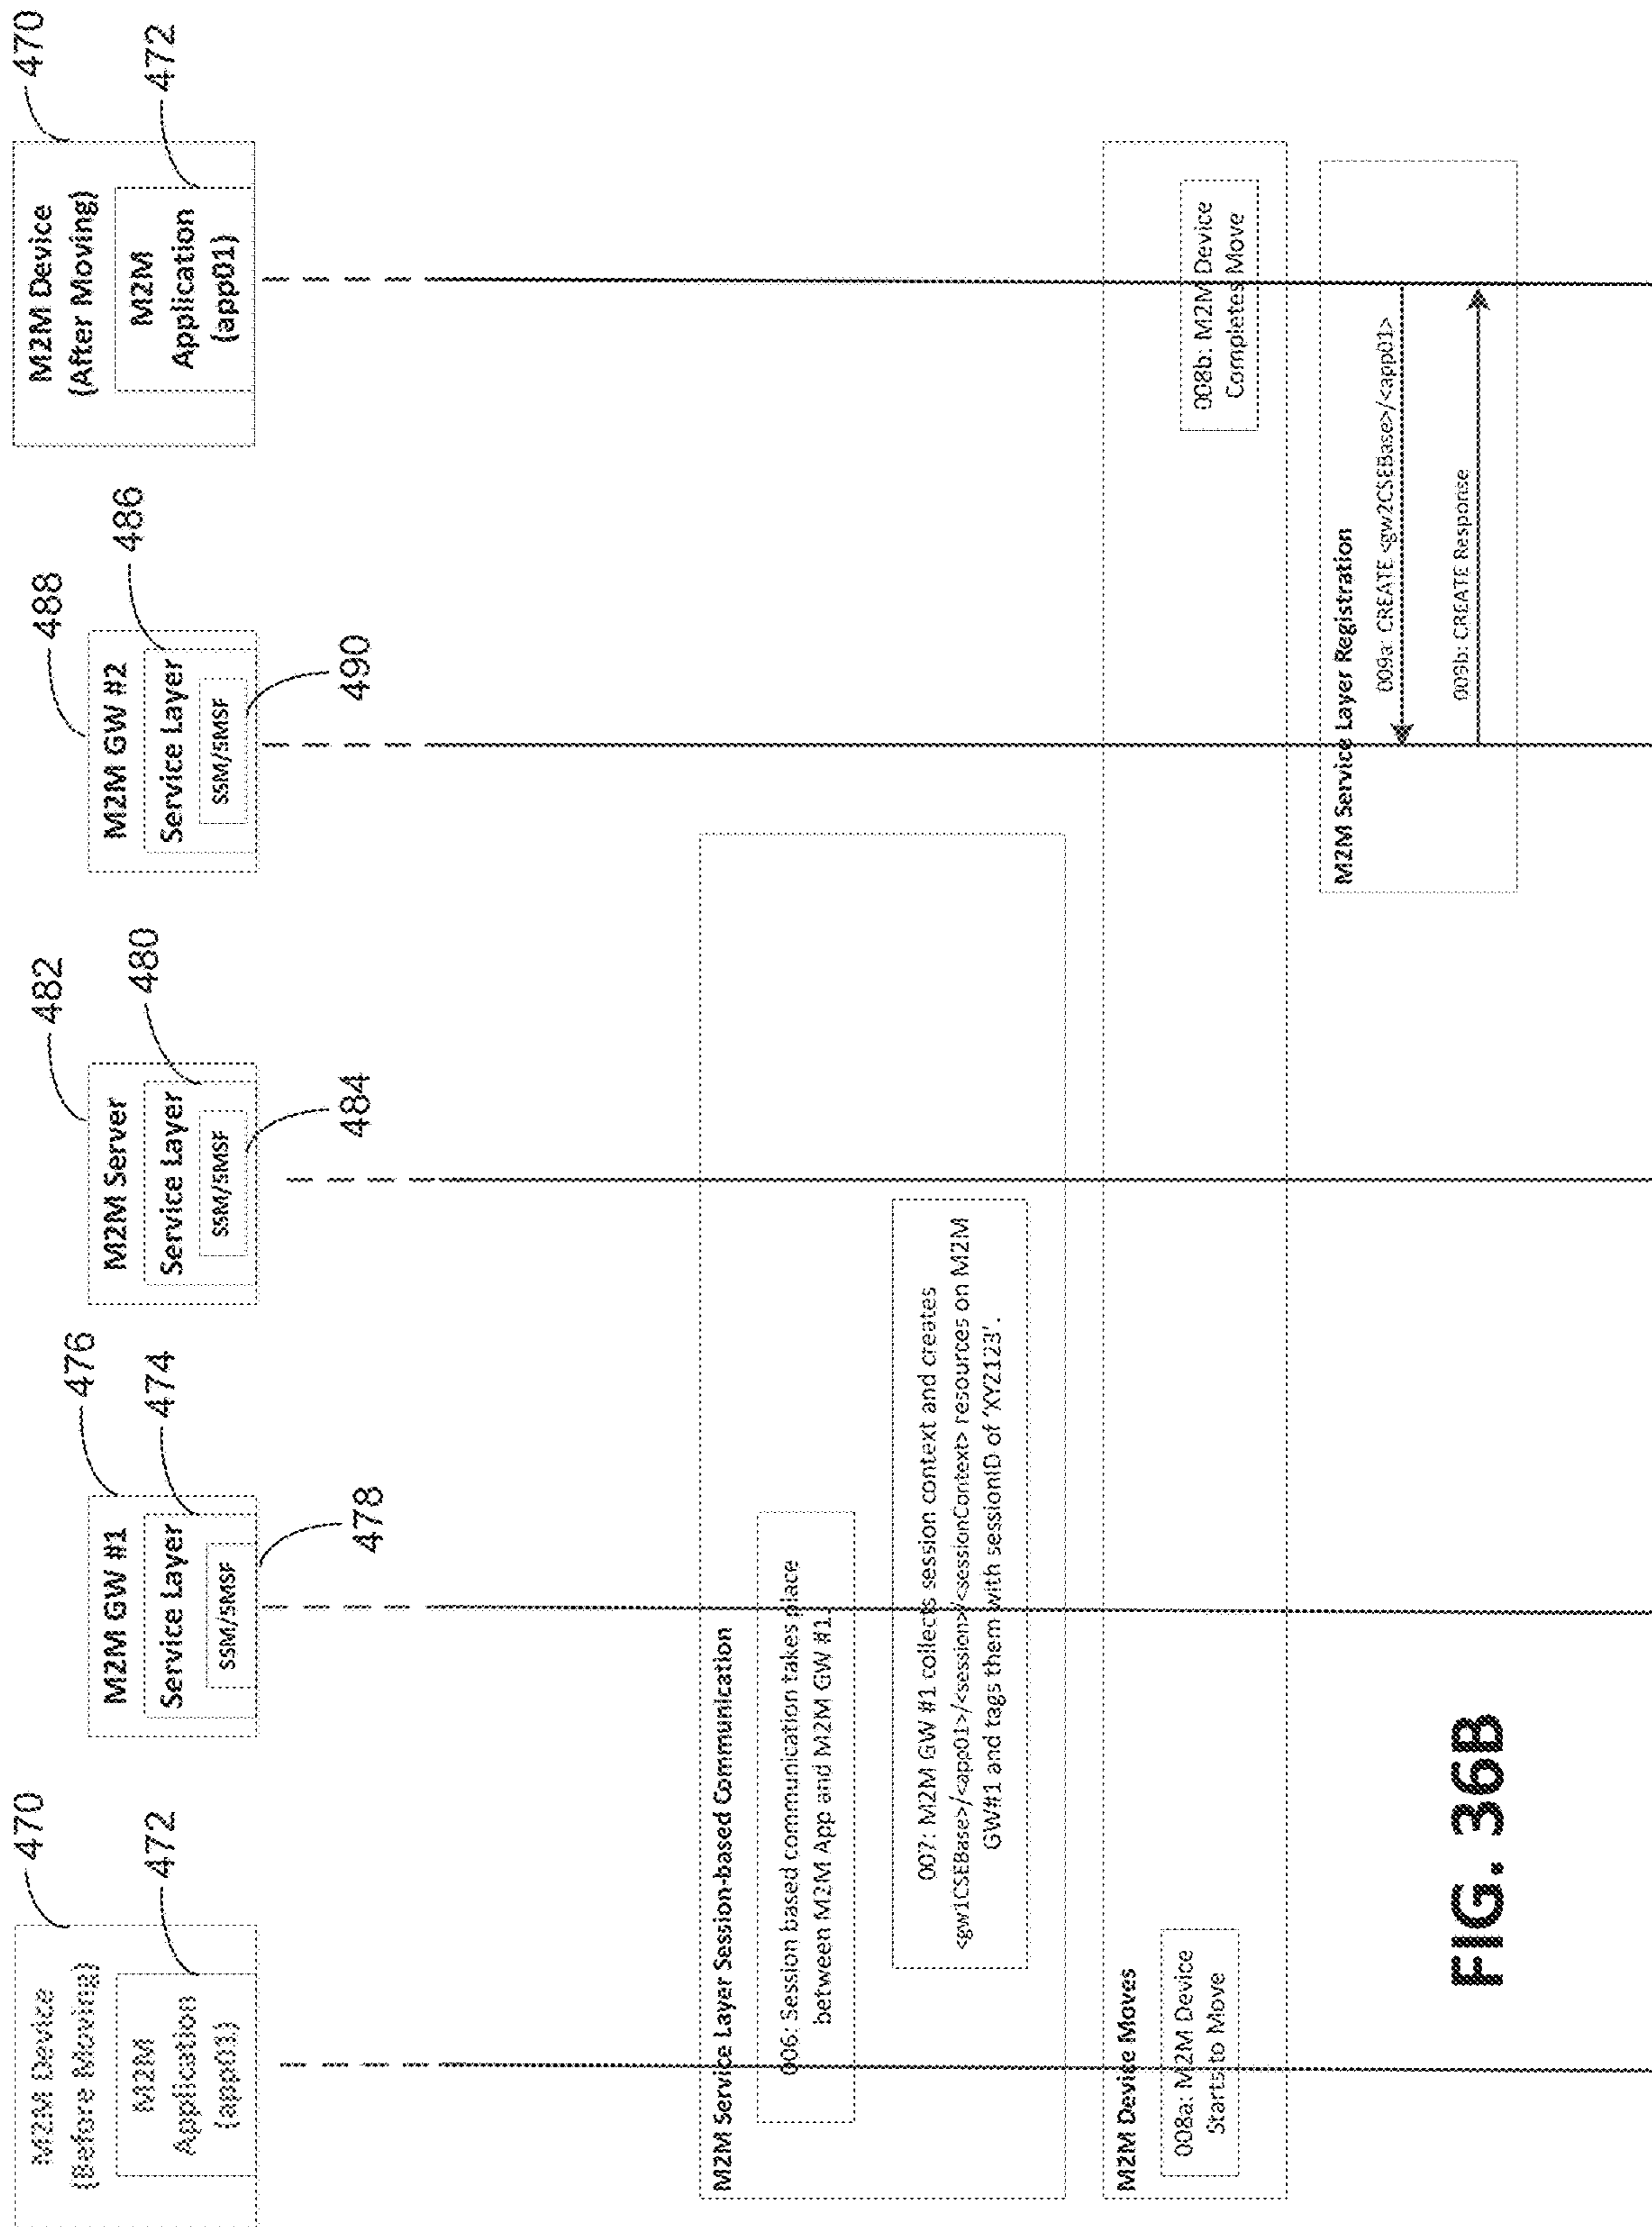 470
M2M Device
(Before Moving)
472
M2M
Application
(app01)
476
M2M GW #1
474
Service Layer
SSM/SMSF
478
482
M2M Server
480
Service Layer
SSM/SMSF
484
488
M2M GW #2
486
Service Layer
SSM/SMSF
490
470
M2M Device
(After Moving)
472
M2M
Application
(app01)
M2M Service Layer Session-based Communication
006: Session based communication takes place
between M2M App and M2M GW #1
007: M2M GW #1 collects session context and creates
<gw1CSEBase>/<app01>/<session>/<sessionContext> resources on M2M
GW#1 and tags them with sessionID of 'XYZ123'.
M2M Device Moves
008a: M2M Device
Starts to Move
008b: M2M Device
Completes Move
M2M Service Layer Registration
009a: CREATE <gw2CSEBase>/<app01>
009b: CREATE Response
FIG. 36B